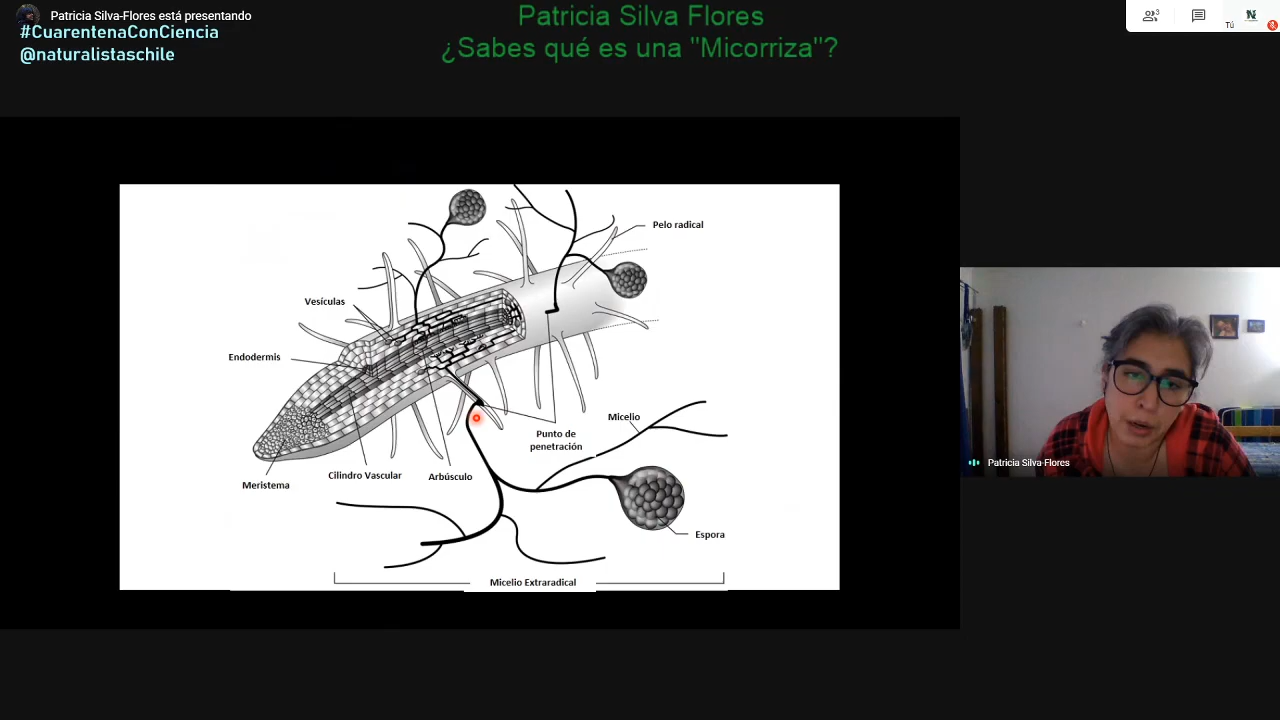 Patricia Silva-Flores está presentando
#CuarentenaConCiencia
@naturalistaschile
Patricia Silva Flores
¿Sabes qué es una "Micorriza"?
3
Tú
Pelo radical
Vesículas
Endodermis
Micelio
Punto de
penetración
Cilindro Vascular
Arbúsculo
Meristema
Espora
Micelio Extraradical
Patricia Silva-Flores